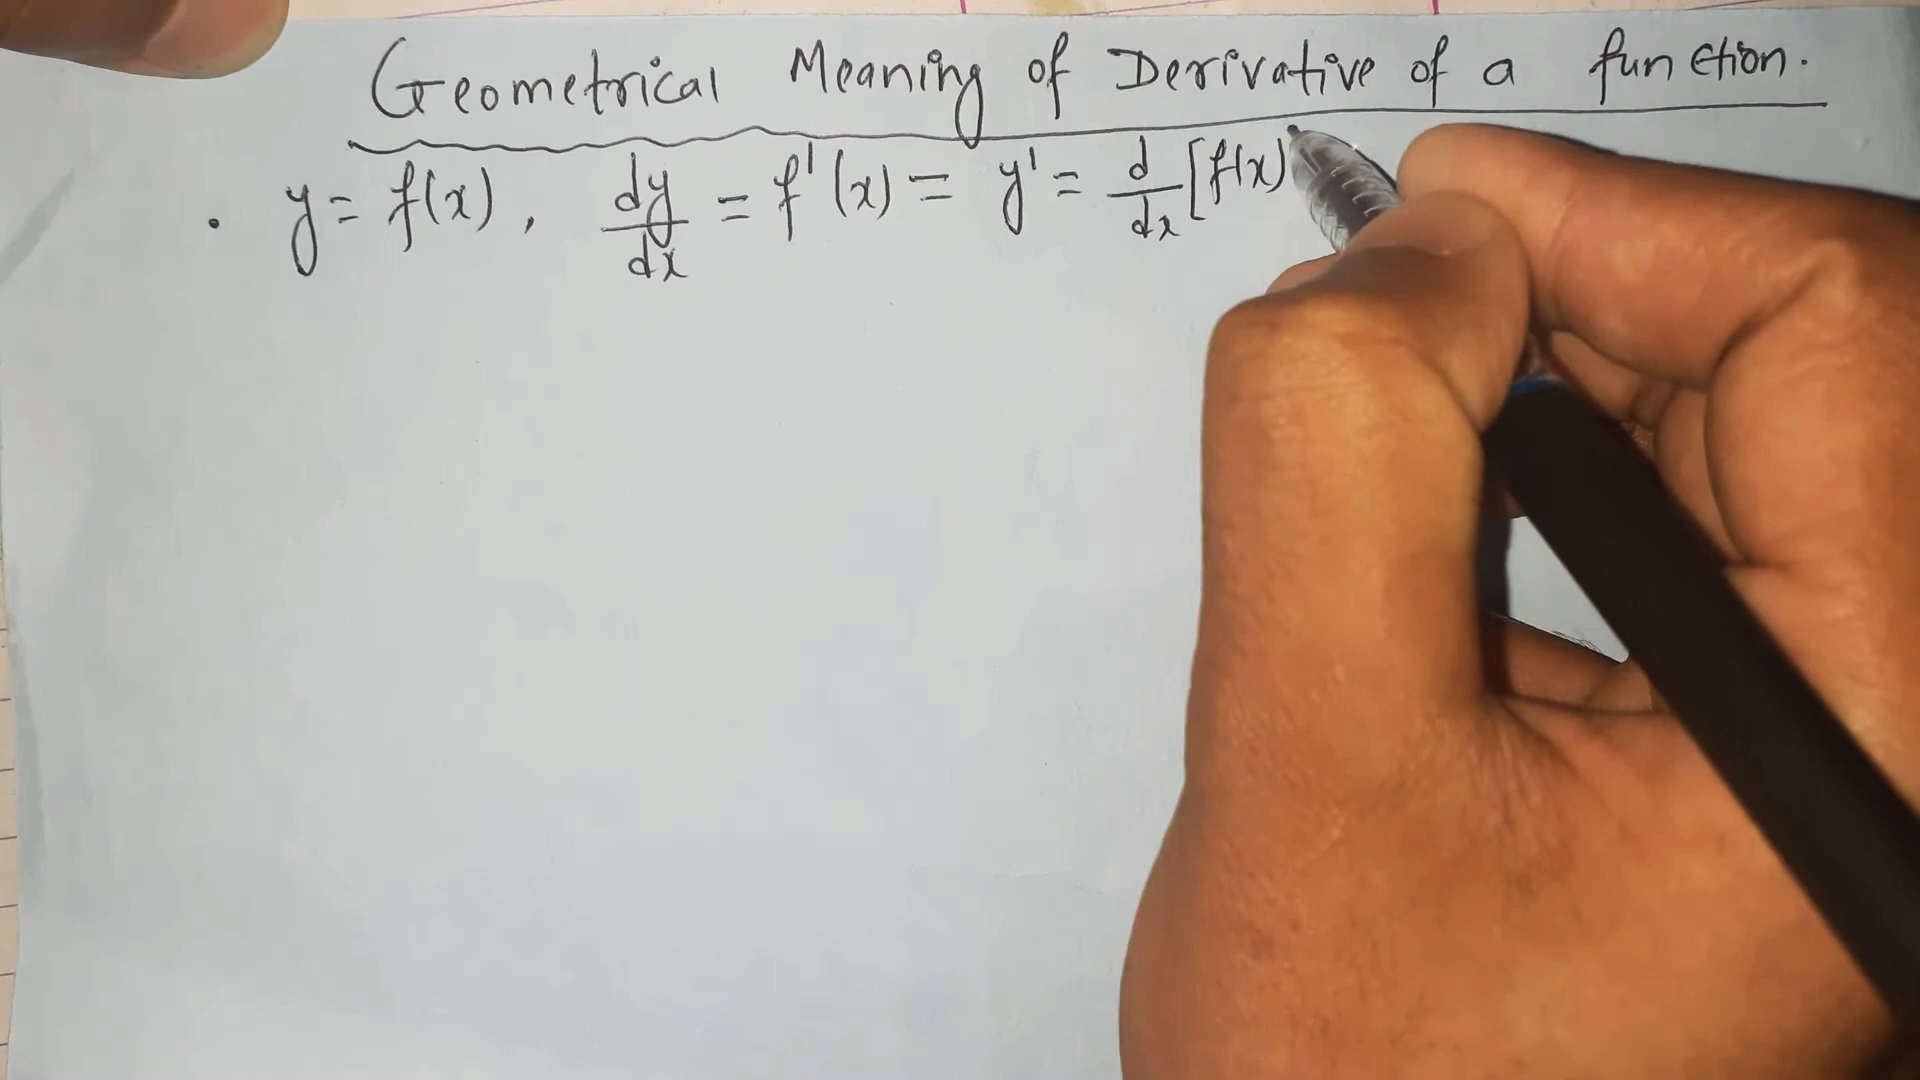 Geometrical Meaning of Derivative of a function.
· y = f(x), dy/dx = f'(x) = y' = d/dx [f(x)